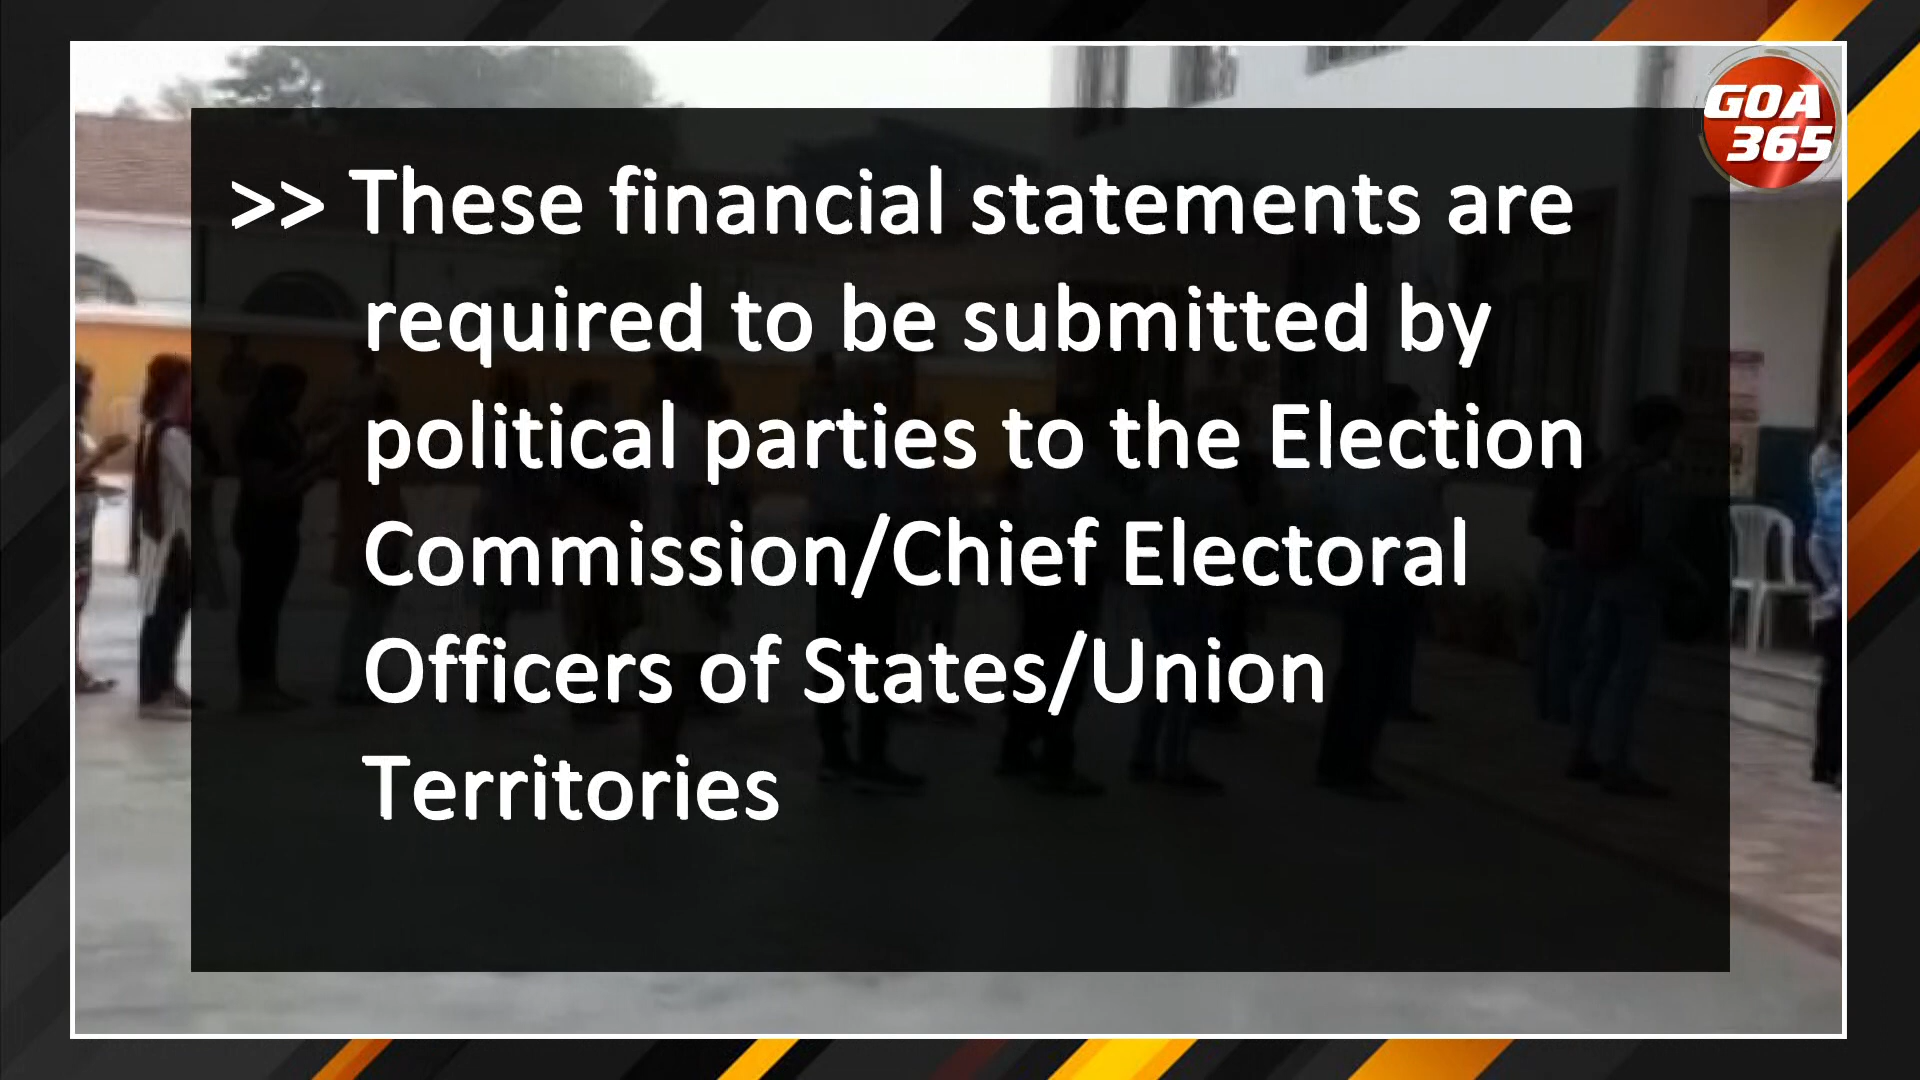 GOA
365
>> These financial statements are
required to be submitted by
political parties to the Election
Commission/Chief Electoral
Officers of States/Union
Territories